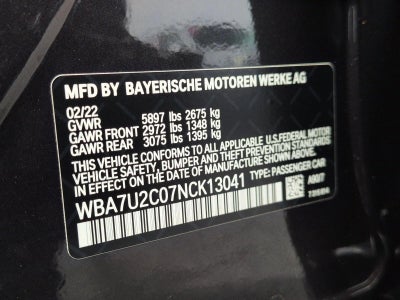 MFD BY BAYERISCHE MOTOREN WERKE AG
02/22
GVWR 5897 lbs 2675 kg
GAWR FRONT 2972 lbs 1348 kg
GAWR REAR 3075 lbs 1395 kg
THIS VEHICLE CONFORMS TO ALL APPLICABLE U.S. FEDERAL MOTOR
VEHICLE SAFETY, BUMPER, AND THEFT PREVENTION STANDARDS IN
EFFECT ON THE DATE OF MANUFACTURE SHOWN ABOVE.
WBA7U2C07NCK13041 TYPE: PASSENGER CAR